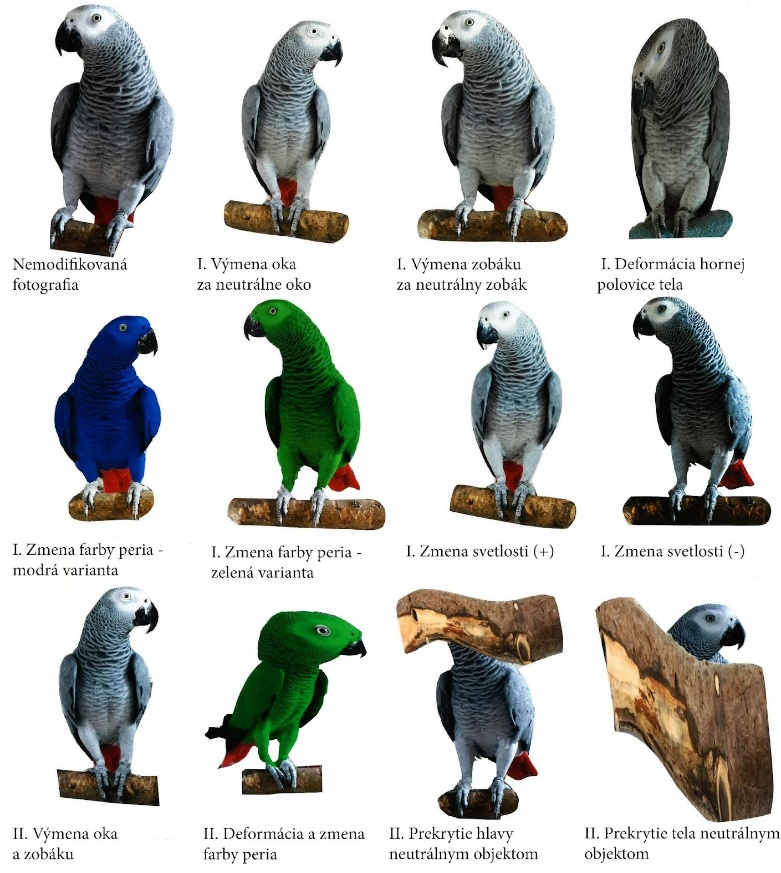 Nemodifikovaná
fotografia
I. Výmena oka
za neutrálne oko
I. Výmena zobáku
za neutrálny zobák
I. Deformácia hornej
polovice tela
I. Zmena farby peria -
modrá varianta
I. Zmena farby peria -
zelená varianta
I. Zmena svetlosti (+)
I. Zmena svetlosti (-)
II. Výmena oka
a zobáku
II. Deformácia a zmena
farby peria
II. Prekrytie hlavy
neutrálnym objektom
II. Prekrytie tela neutrálnym
objektom